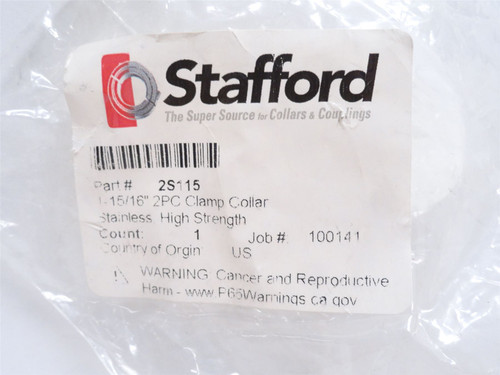 Stafford
The Super Source for Collars & Couplings
Part # 2S115
1-15/16" 2PC Clamp Collar
Stainless High Strength
Count: 1 Job #: 100141
Country of Orgin US
WARNING Cancer and Reproductive
Harm - www.P65Warnings.ca.gov